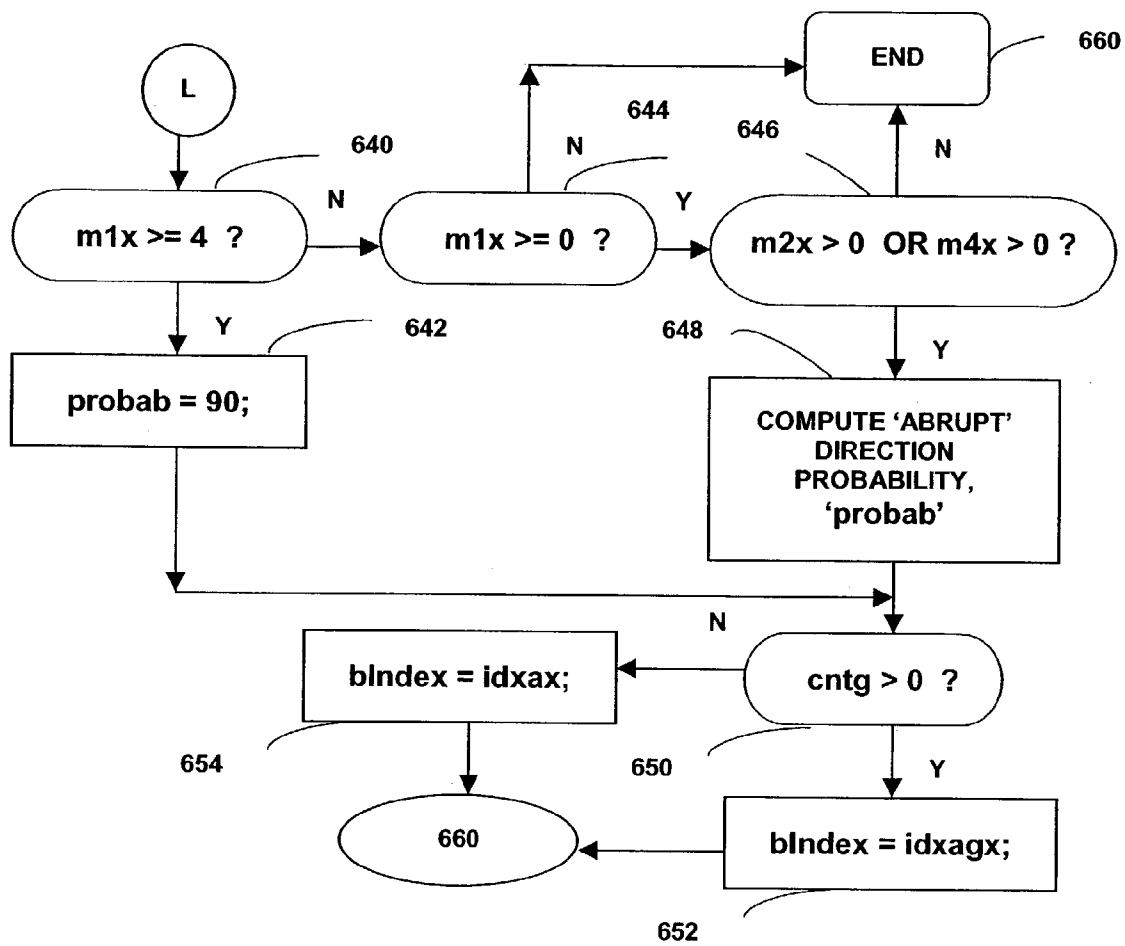 END
660
L
644
646
640
N
N
N
Y
m1x >= 4 ?
m1x >= 0 ?
m2x > 0 OR m4x > 0 ?
Y
642
648
Y
probab = 90;
COMPUTE ‘ABRUPT’
DIRECTION
PROBABILITY,
‘probab’
N
bIndex = idxax;
cntg > 0 ?
654
650
Y
660
bIndex = idxagx;
652